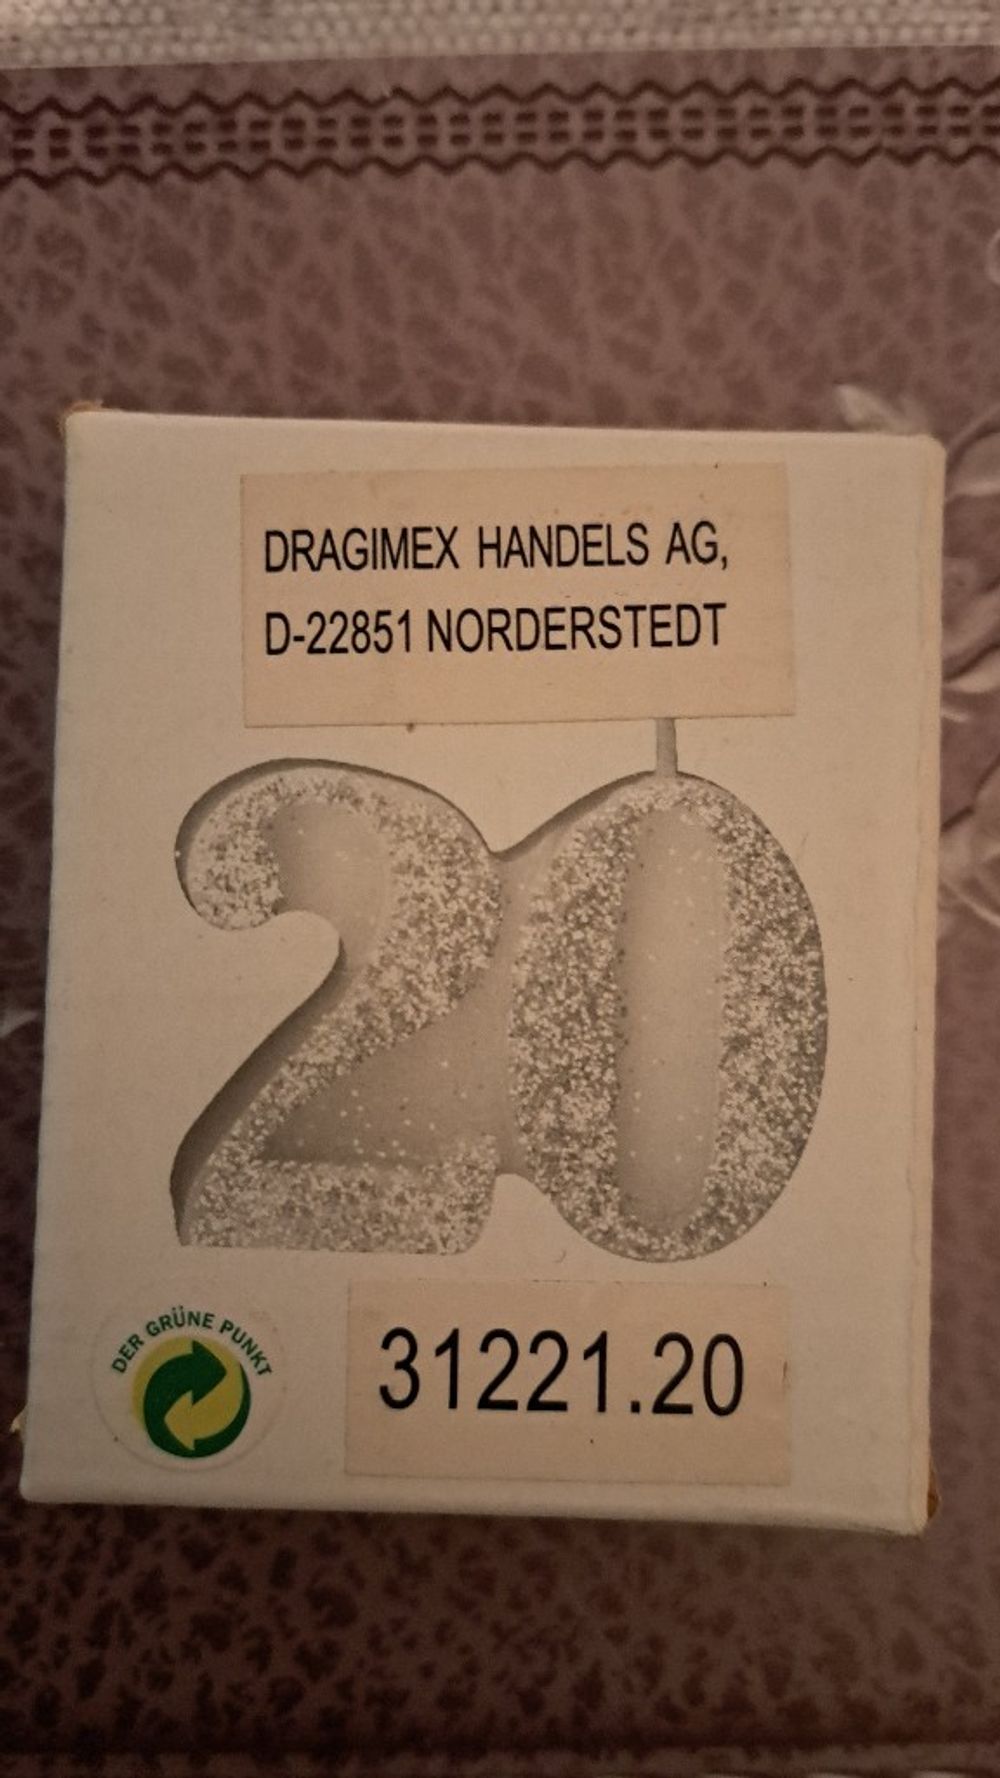 DRAGIMEX HANDELS AG,
D-22851 NORDERSTEDT
20
DER GRÜNE PUNKT
31221.20